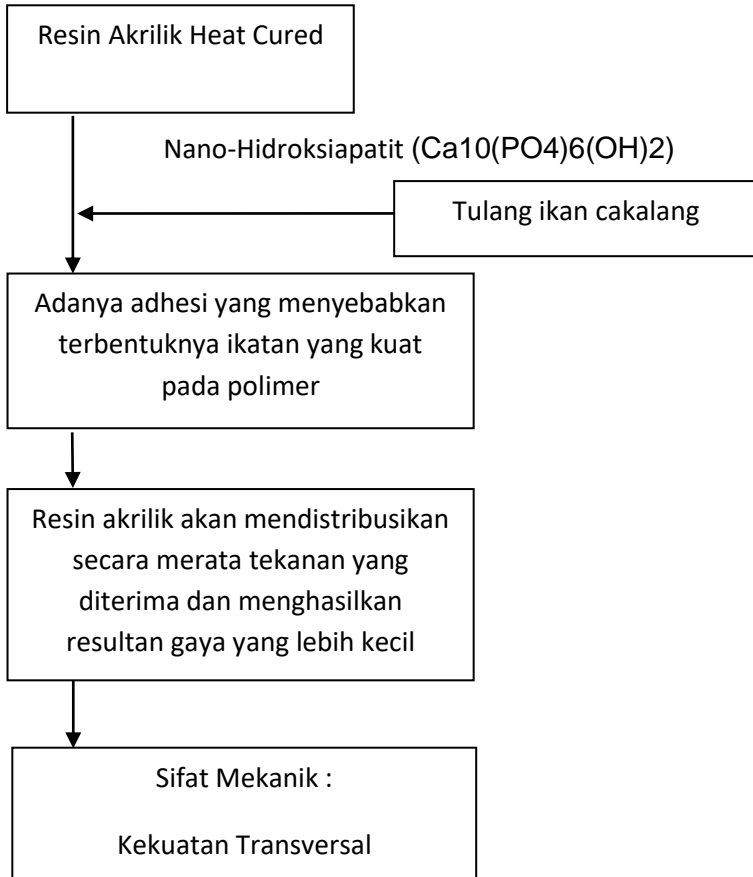 Resin Akrilik Heat Cured
Nano-Hidroksiapatit (Ca10(PO4)6(OH)2)
Tulang ikan cakalang
Adanya adhesi yang menyebabkan
terbentuknya ikatan yang kuat
pada polimer
Resin akrilik akan mendistribusikan
secara merata tekanan yang
diterima dan menghasilkan
resultan gaya yang lebih kecil
Sifat Mekanik :
Kekuatan Transversal